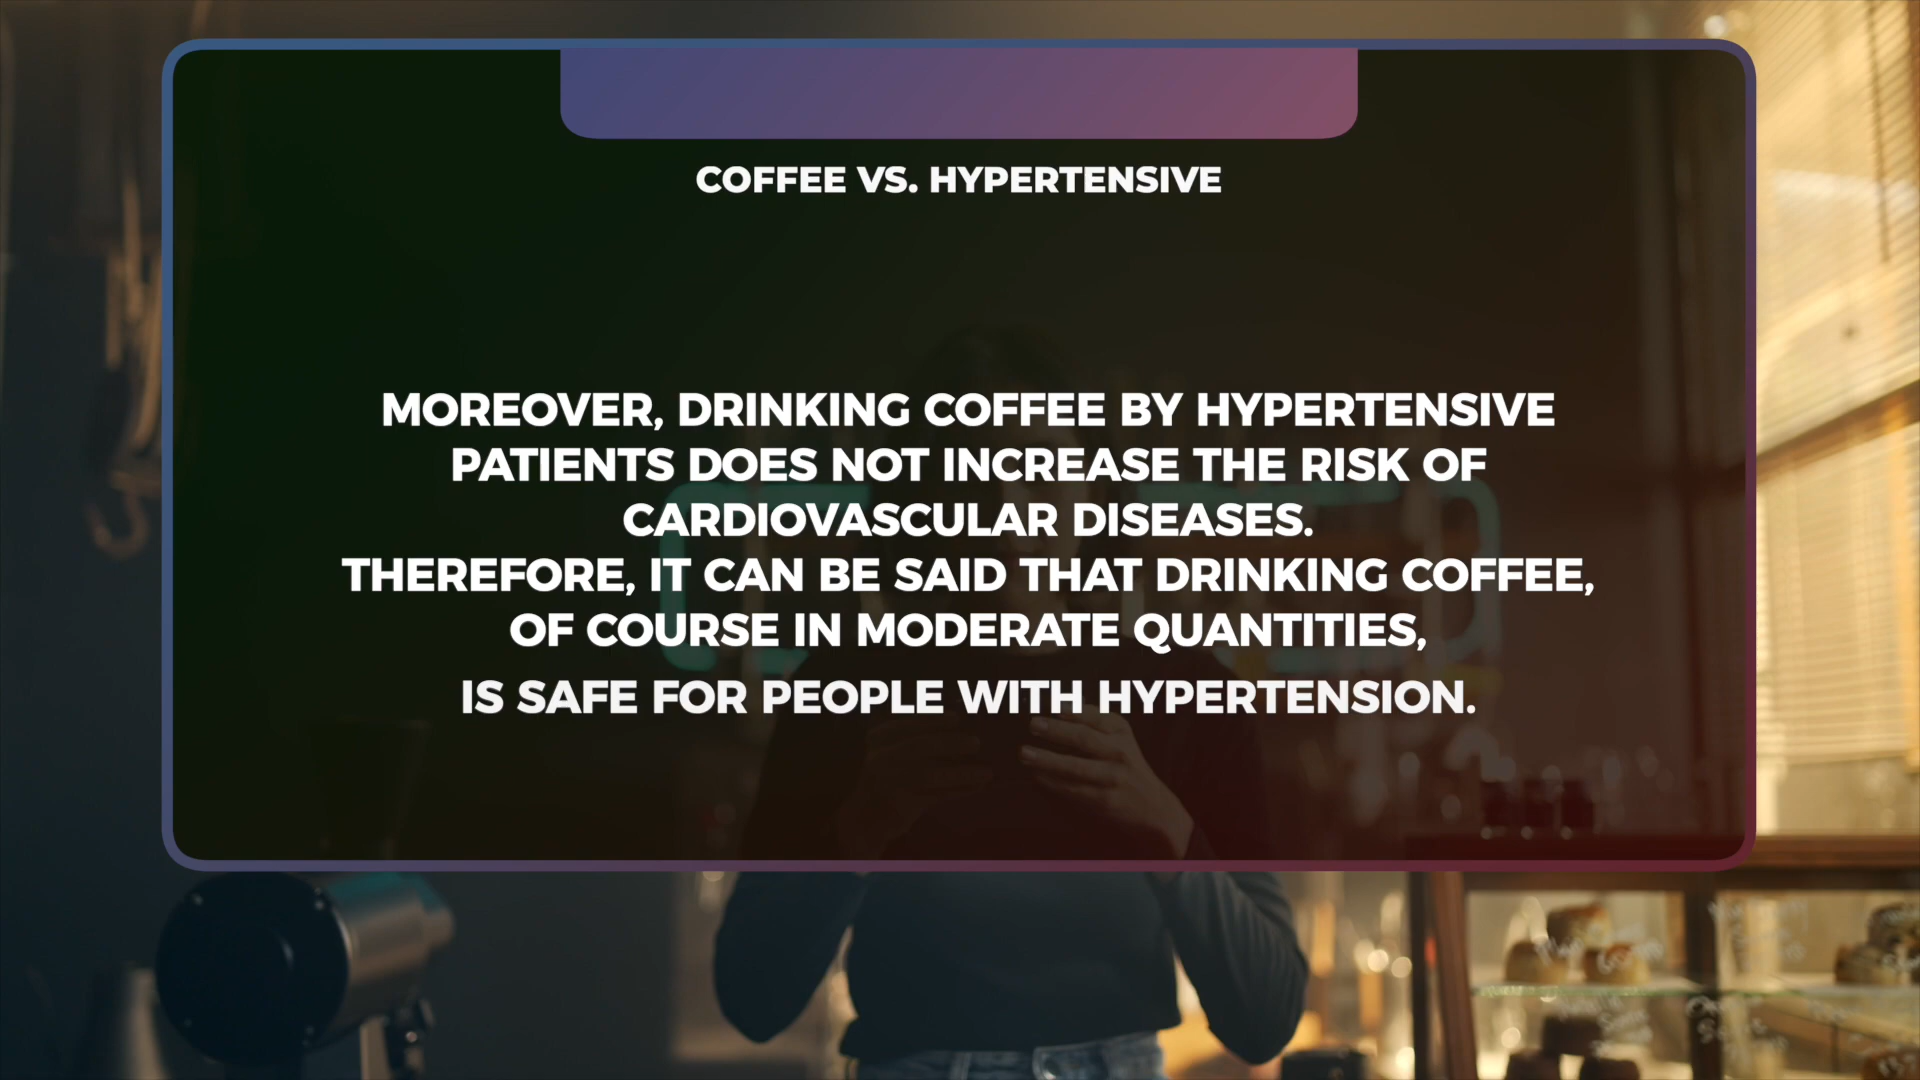 COFFEE VS. HYPERTENSIVE
MOREOVER, DRINKING COFFEE BY HYPERTENSIVE
PATIENTS DOES NOT INCREASE THE RISK OF
CARDIOVASCULAR DISEASES.
THEREFORE, IT CAN BE SAID THAT DRINKING COFFEE,
OF COURSE IN MODERATE QUANTITIES,
IS SAFE FOR PEOPLE WITH HYPERTENSION.